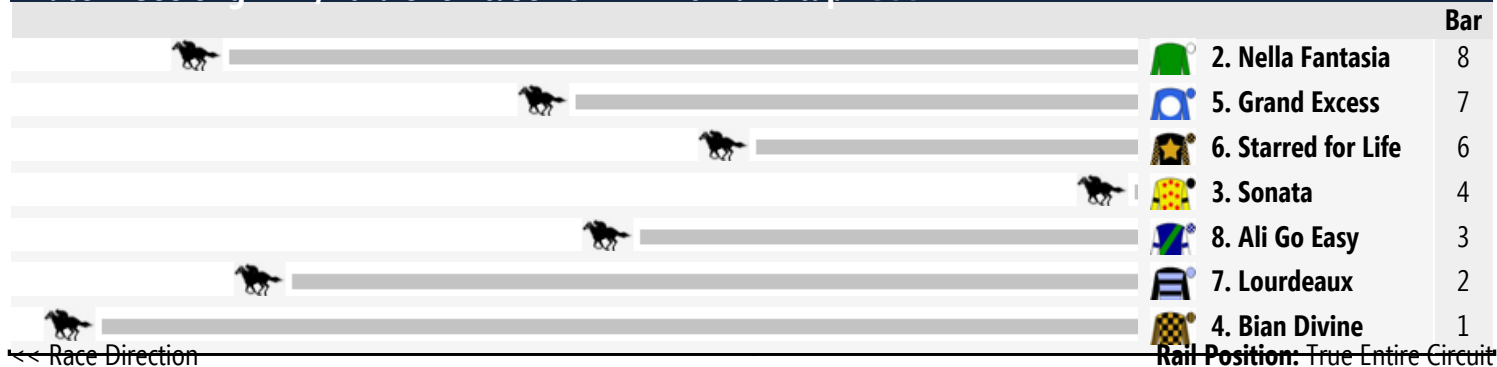 Bar
2. Nella Fantasia 8
5. Grand Excess 7
6. Starred for Life 6
3. Sonata 4
8. Ali Go Easy 3
7. Lourdeaux 2
4. Bian Divine 1
<< Race Direction Rail Position: True Entire Circuit